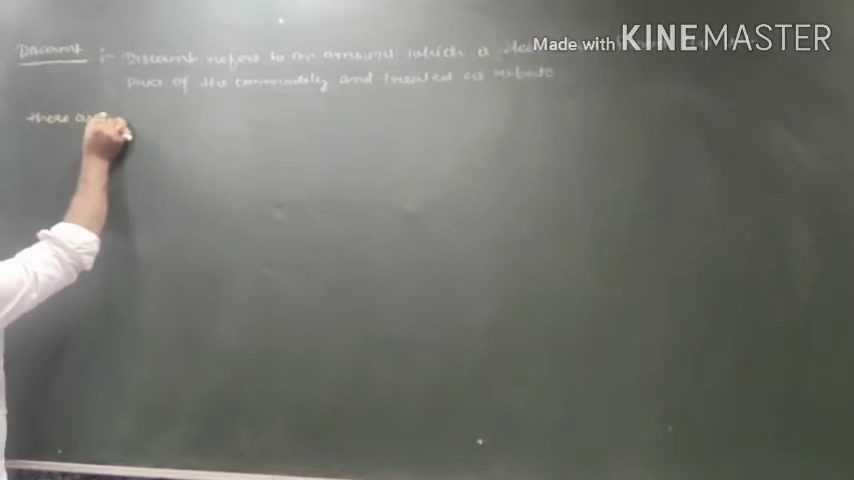 Made with KINEMASTER
Discount :- Discount refers to an amount which a
price of the commodity and treated as rebate
there a